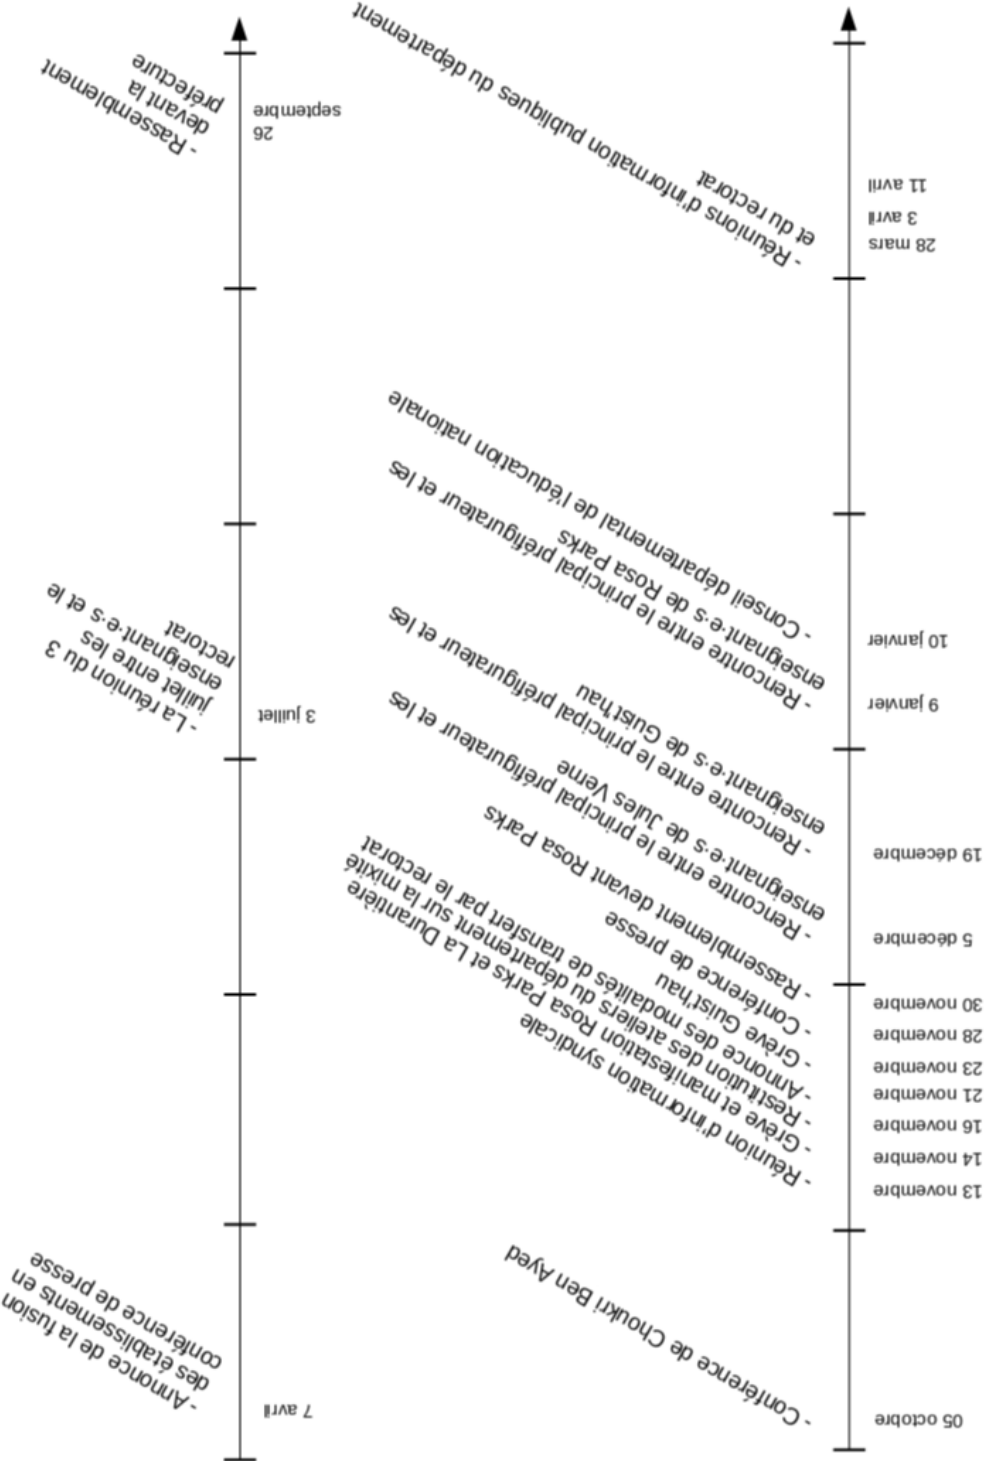 7 avril
- Annonce de la fusion
des établissements en
conférence de presse
3 juillet
- La réunion du 3
juillet entre les
enseignant·e·s et le
rectorat
26
septembre
- Rassemblement
devant la
préfecture
05 octobre
- Conférence de Choukri Ben Ayed
13 novembre
- Réunion d'information syndicale
14 novembre
- Grève et manifestation Rosa Parks et La Durantière
16 novembre
- Restitution des ateliers du département sur la mixité
21 novembre
- Annonce des modalités de transfert par le rectorat
23 novembre
- Grève Guist'hau
28 novembre
- Conférence de presse
30 novembre
- Rassemblement devant Rosa Parks
5 décembre
- Rencontre entre le principal préfigurateur et les
enseignant·e·s de Jules Verne
19 décembre
- Rencontre entre le principal préfigurateur et les
enseignant·e·s de Guist'hau
9 janvier
- Rencontre entre le principal préfigurateur et les
enseignant·e·s de Rosa Parks
10 janvier
- Conseil départemental de l'éducation nationale
28 mars
3 avril
11 avril
- Réunions d'information publiques du département
et du rectorat